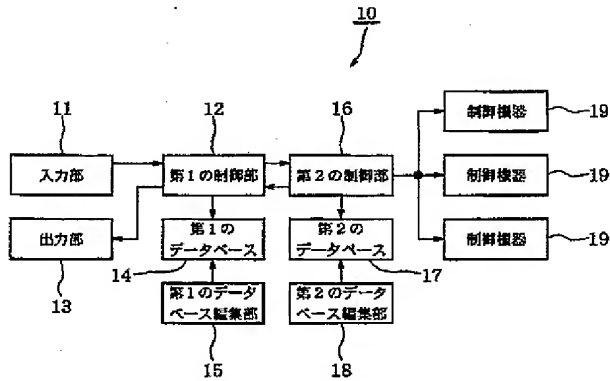 10
11
12
16
入力部
第1の制御部
第2の制御部
制御機器
19
制御機器
19
制御機器
19
出力部
13
第1の
データベース
14
第2の
データベース
17
第1のデータ
ベース編集部
15
第2のデータ
ベース編集部
18